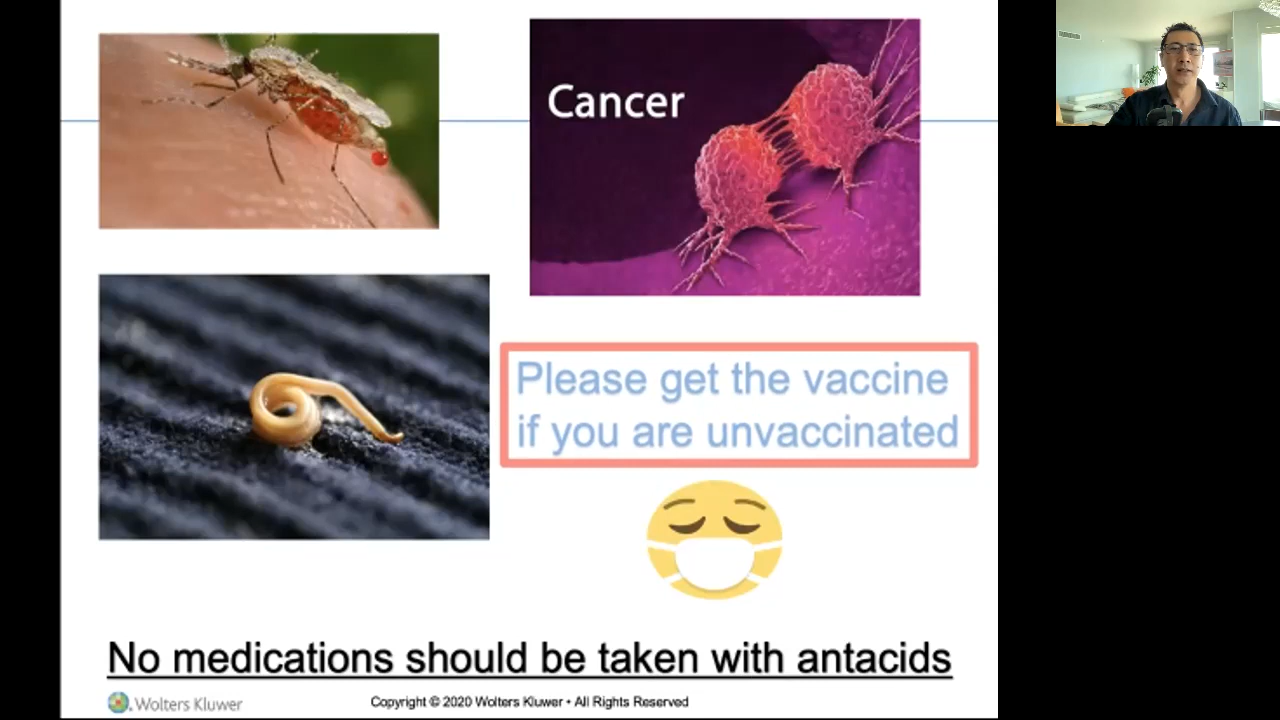 Cancer
Please get the vaccine
if you are unvaccinated
No medications should be taken with antacids
Wolters Kluwer
Copyright © 2020 Wolters Kluwer • All Rights Reserved